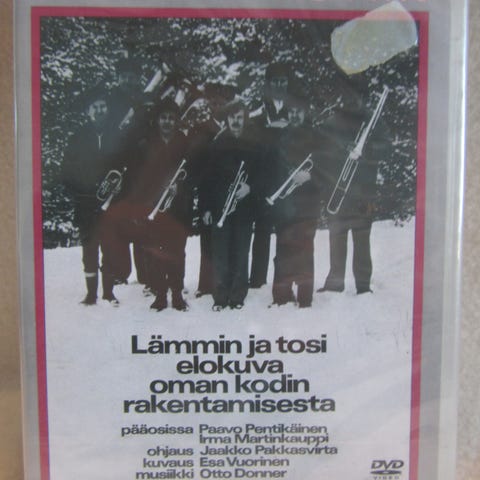 Lämmin ja tosi
elokuva
oman kodin
rakentamisesta
pääosissa Paavo Pentikäinen
Irma Martinkauppi
ohjaus Jaakko Pakkasvirta
kuvaus Esa Vuorinen
musiikki Otto Donner
DVD
VIDEO